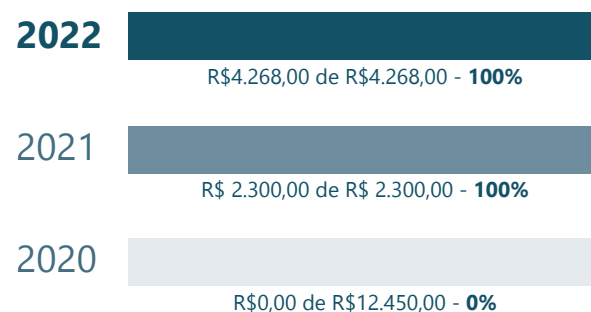 2022
R$4.268,00 de R$4.268,00 - 100%
2021
R$ 2.300,00 de R$ 2.300,00 - 100%
2020
R$0,00 de R$12.450,00 - 0%